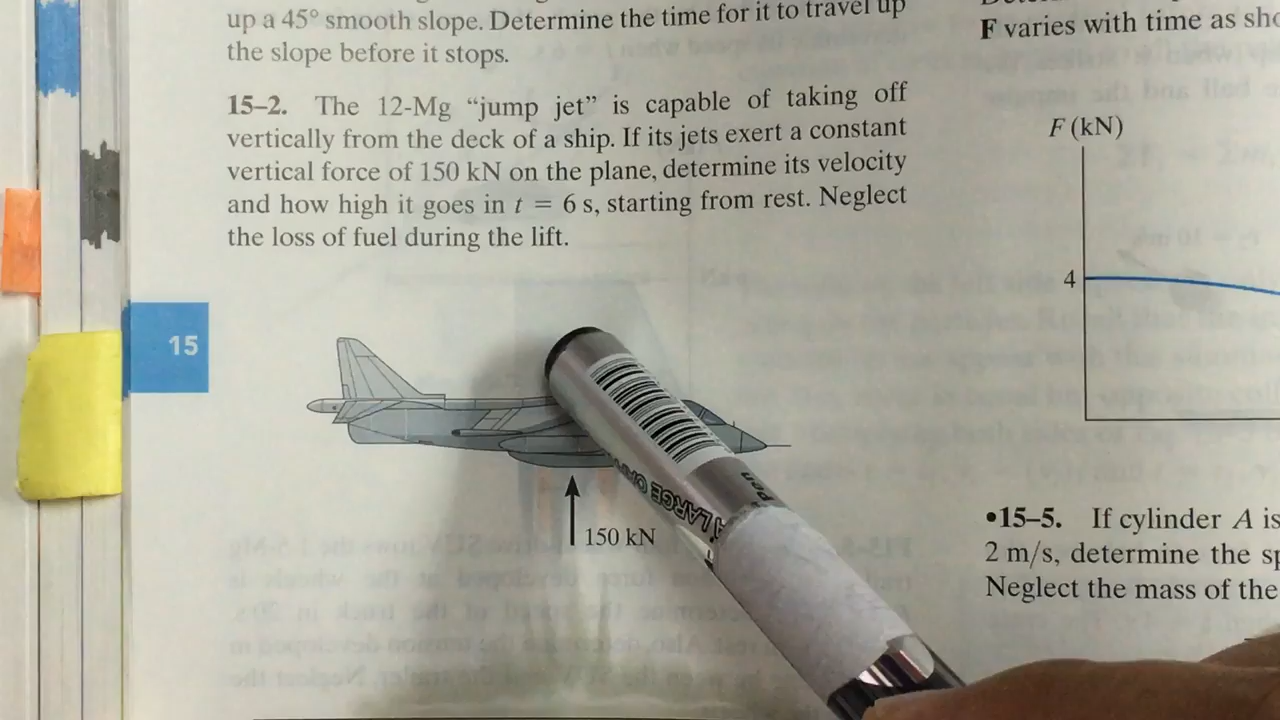 up a 45° smooth slope. Determine the time for it to travel up
the slope before it stops.
15–2. The 12-Mg “jump jet” is capable of taking off
vertically from the deck of a ship. If its jets exert a constant
vertical force of 150 kN on the plane, determine its velocity
and how high it goes in t = 6 s, starting from rest. Neglect
the loss of fuel during the lift.
15
150 kN
LARGE
Pen
F varies with time as
F (kN)
4
•15–5. If cylinder A is
2 m/s, determine the
Neglect the mass of the